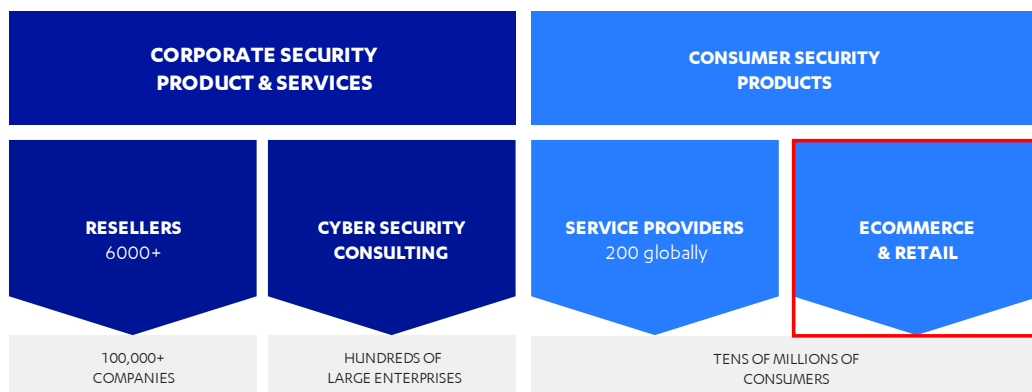 CORPORATE SECURITY
PRODUCT & SERVICES
CONSUMER SECURITY
PRODUCTS
RESELLERS
6000+
CYBER SECURITY
CONSULTING
SERVICE PROVIDERS
200 globally
ECOMMERCE
& RETAIL
100,000+
COMPANIES
HUNDREDS OF
LARGE ENTERPRISES
TENS OF MILLIONS OF
CONSUMERS